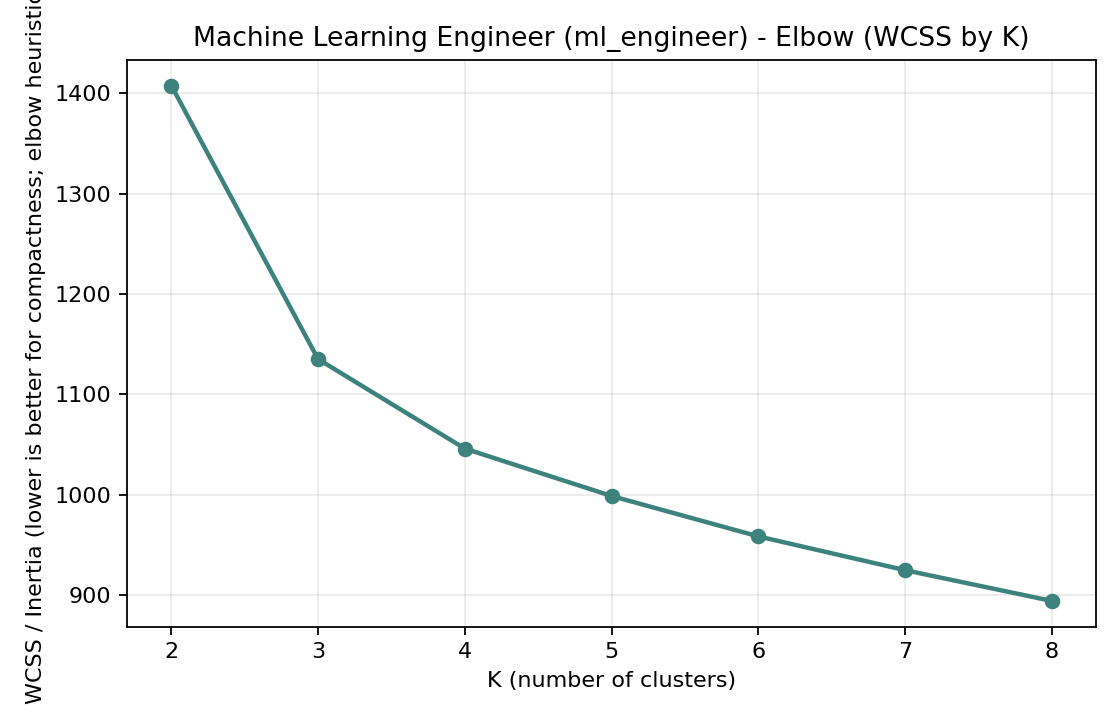 Machine Learning Engineer (ml_engineer) - Elbow (WCSS by K)
WCSS / Inertia (lower is better for compactness; elbow heuristic
1400
1300
1200
1100
1000
900
2 3 4 5 6 7 8
K (number of clusters)